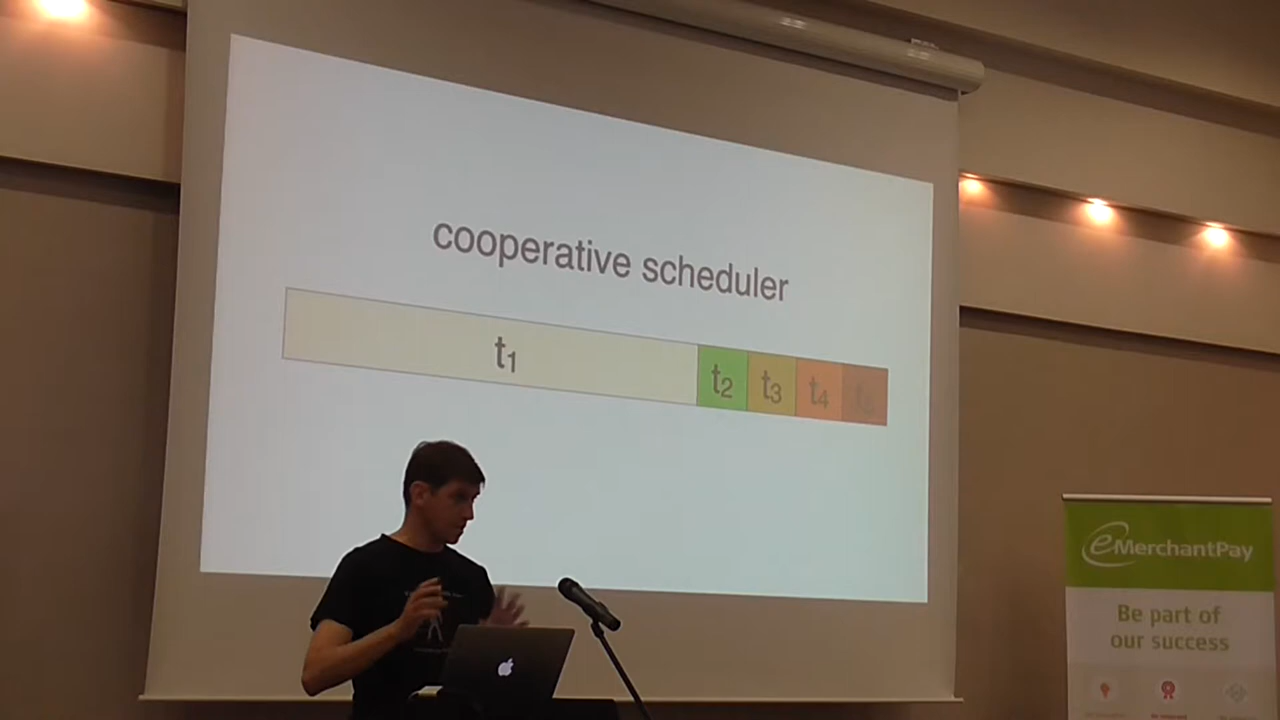 cooperative scheduler
t1 t2 t3 t4
eMerchantPay
Be part of
our success